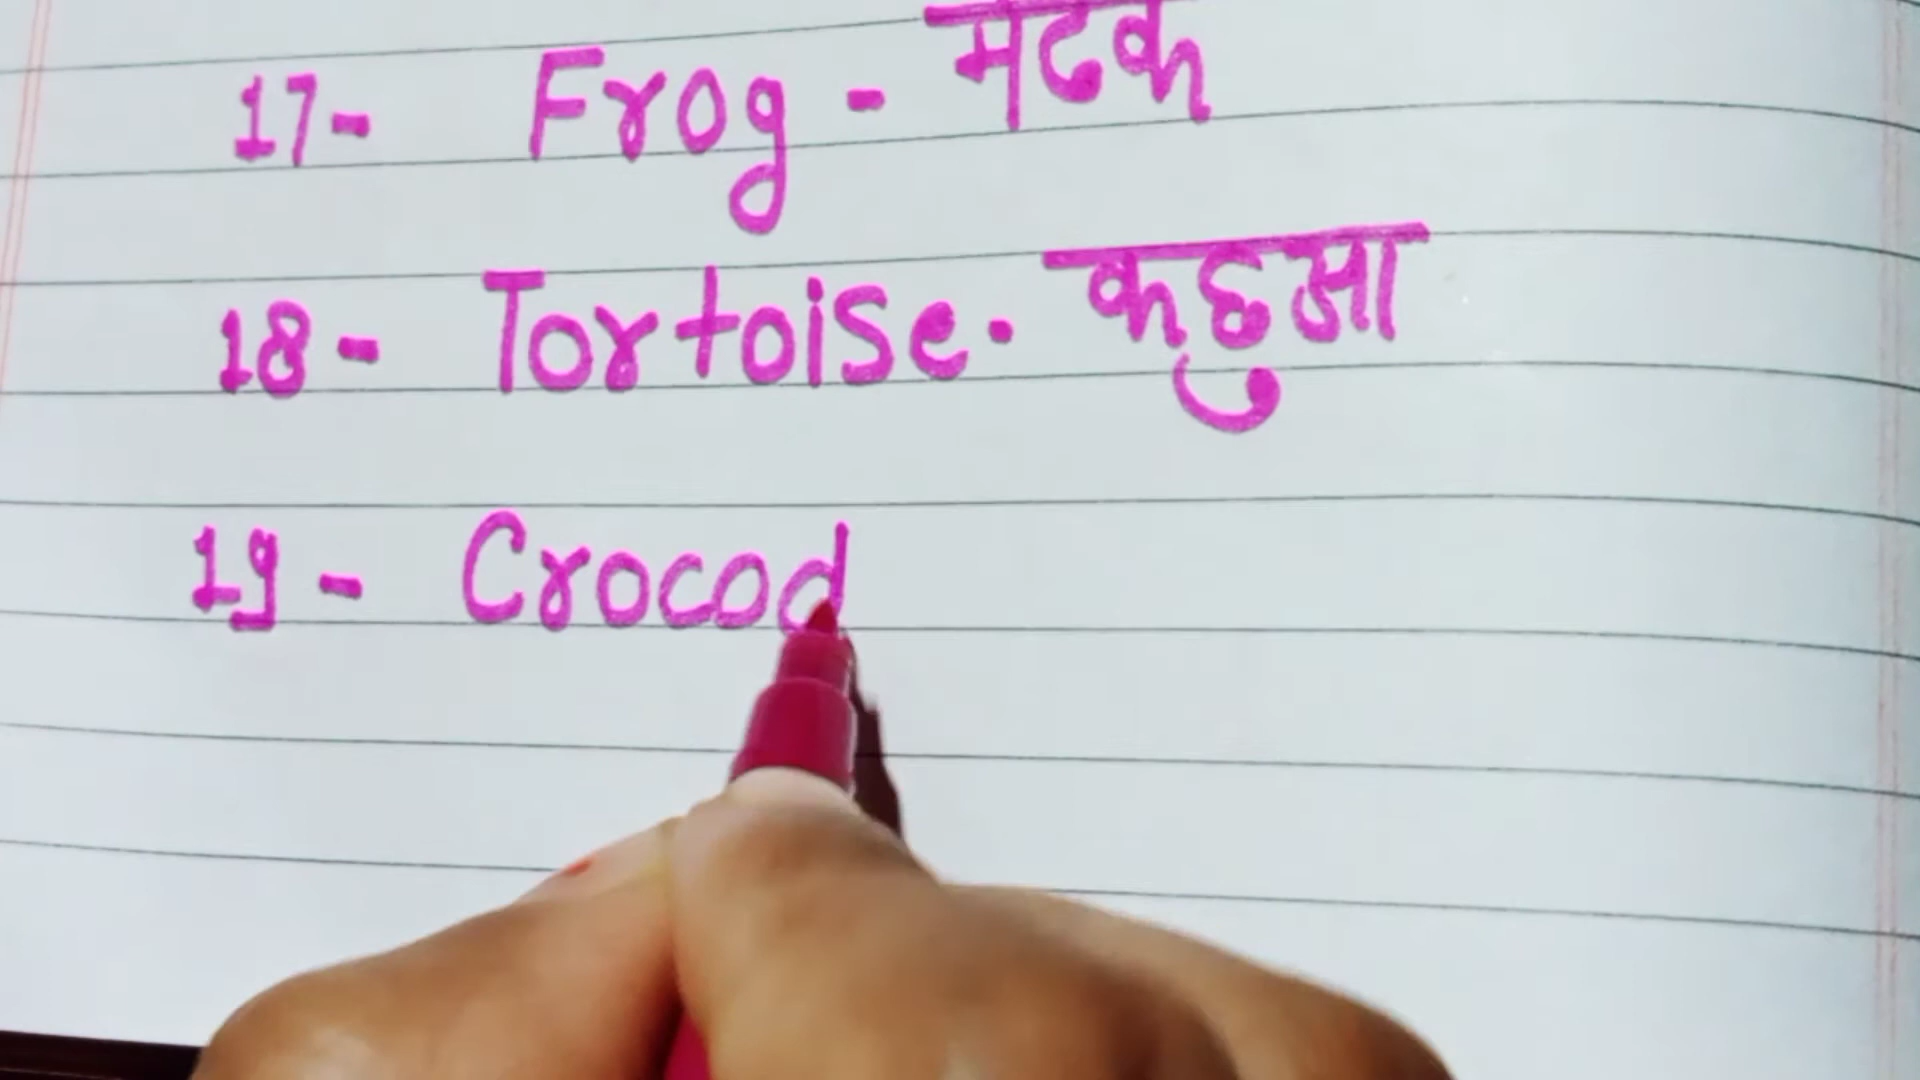 17- Frog - मेंढक
18- Tortoise. कछुआ
19- Crocod